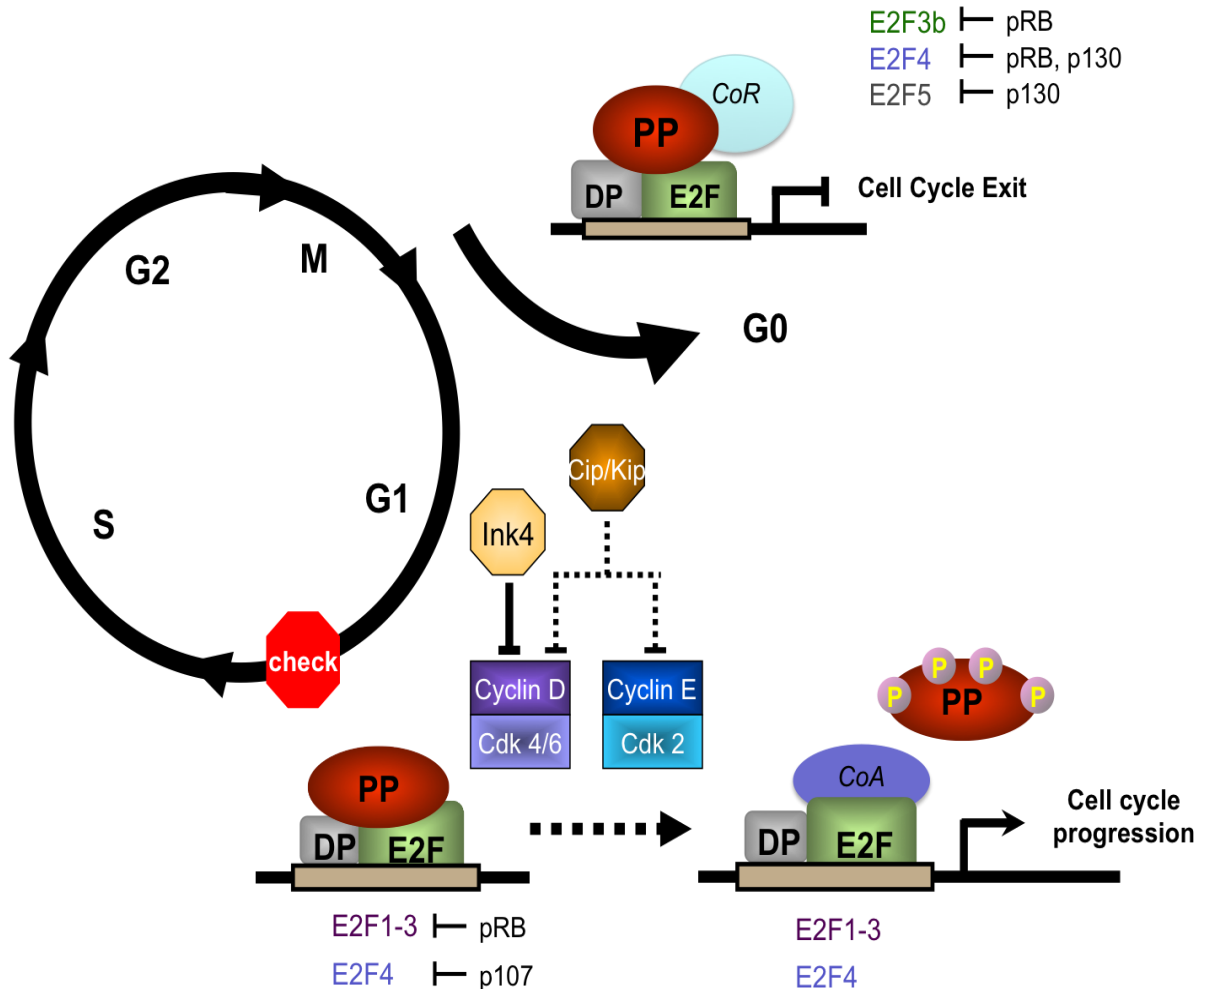 E2F3b pRB
E2F4 pRB, p130
E2F5 p130
CoR
PP
DP E2F
Cell Cycle Exit
G2
M
G0
Cip/Kip
G1
Ink4
S
check
Cyclin D
Cyclin E
Cdk 4/6
Cdk 2
P P
P PP P
PP
CoA
DP E2F
DP E2F
Cell cycle
progression
E2F1-3 pRB
E2F4 p107
E2F1-3
E2F4